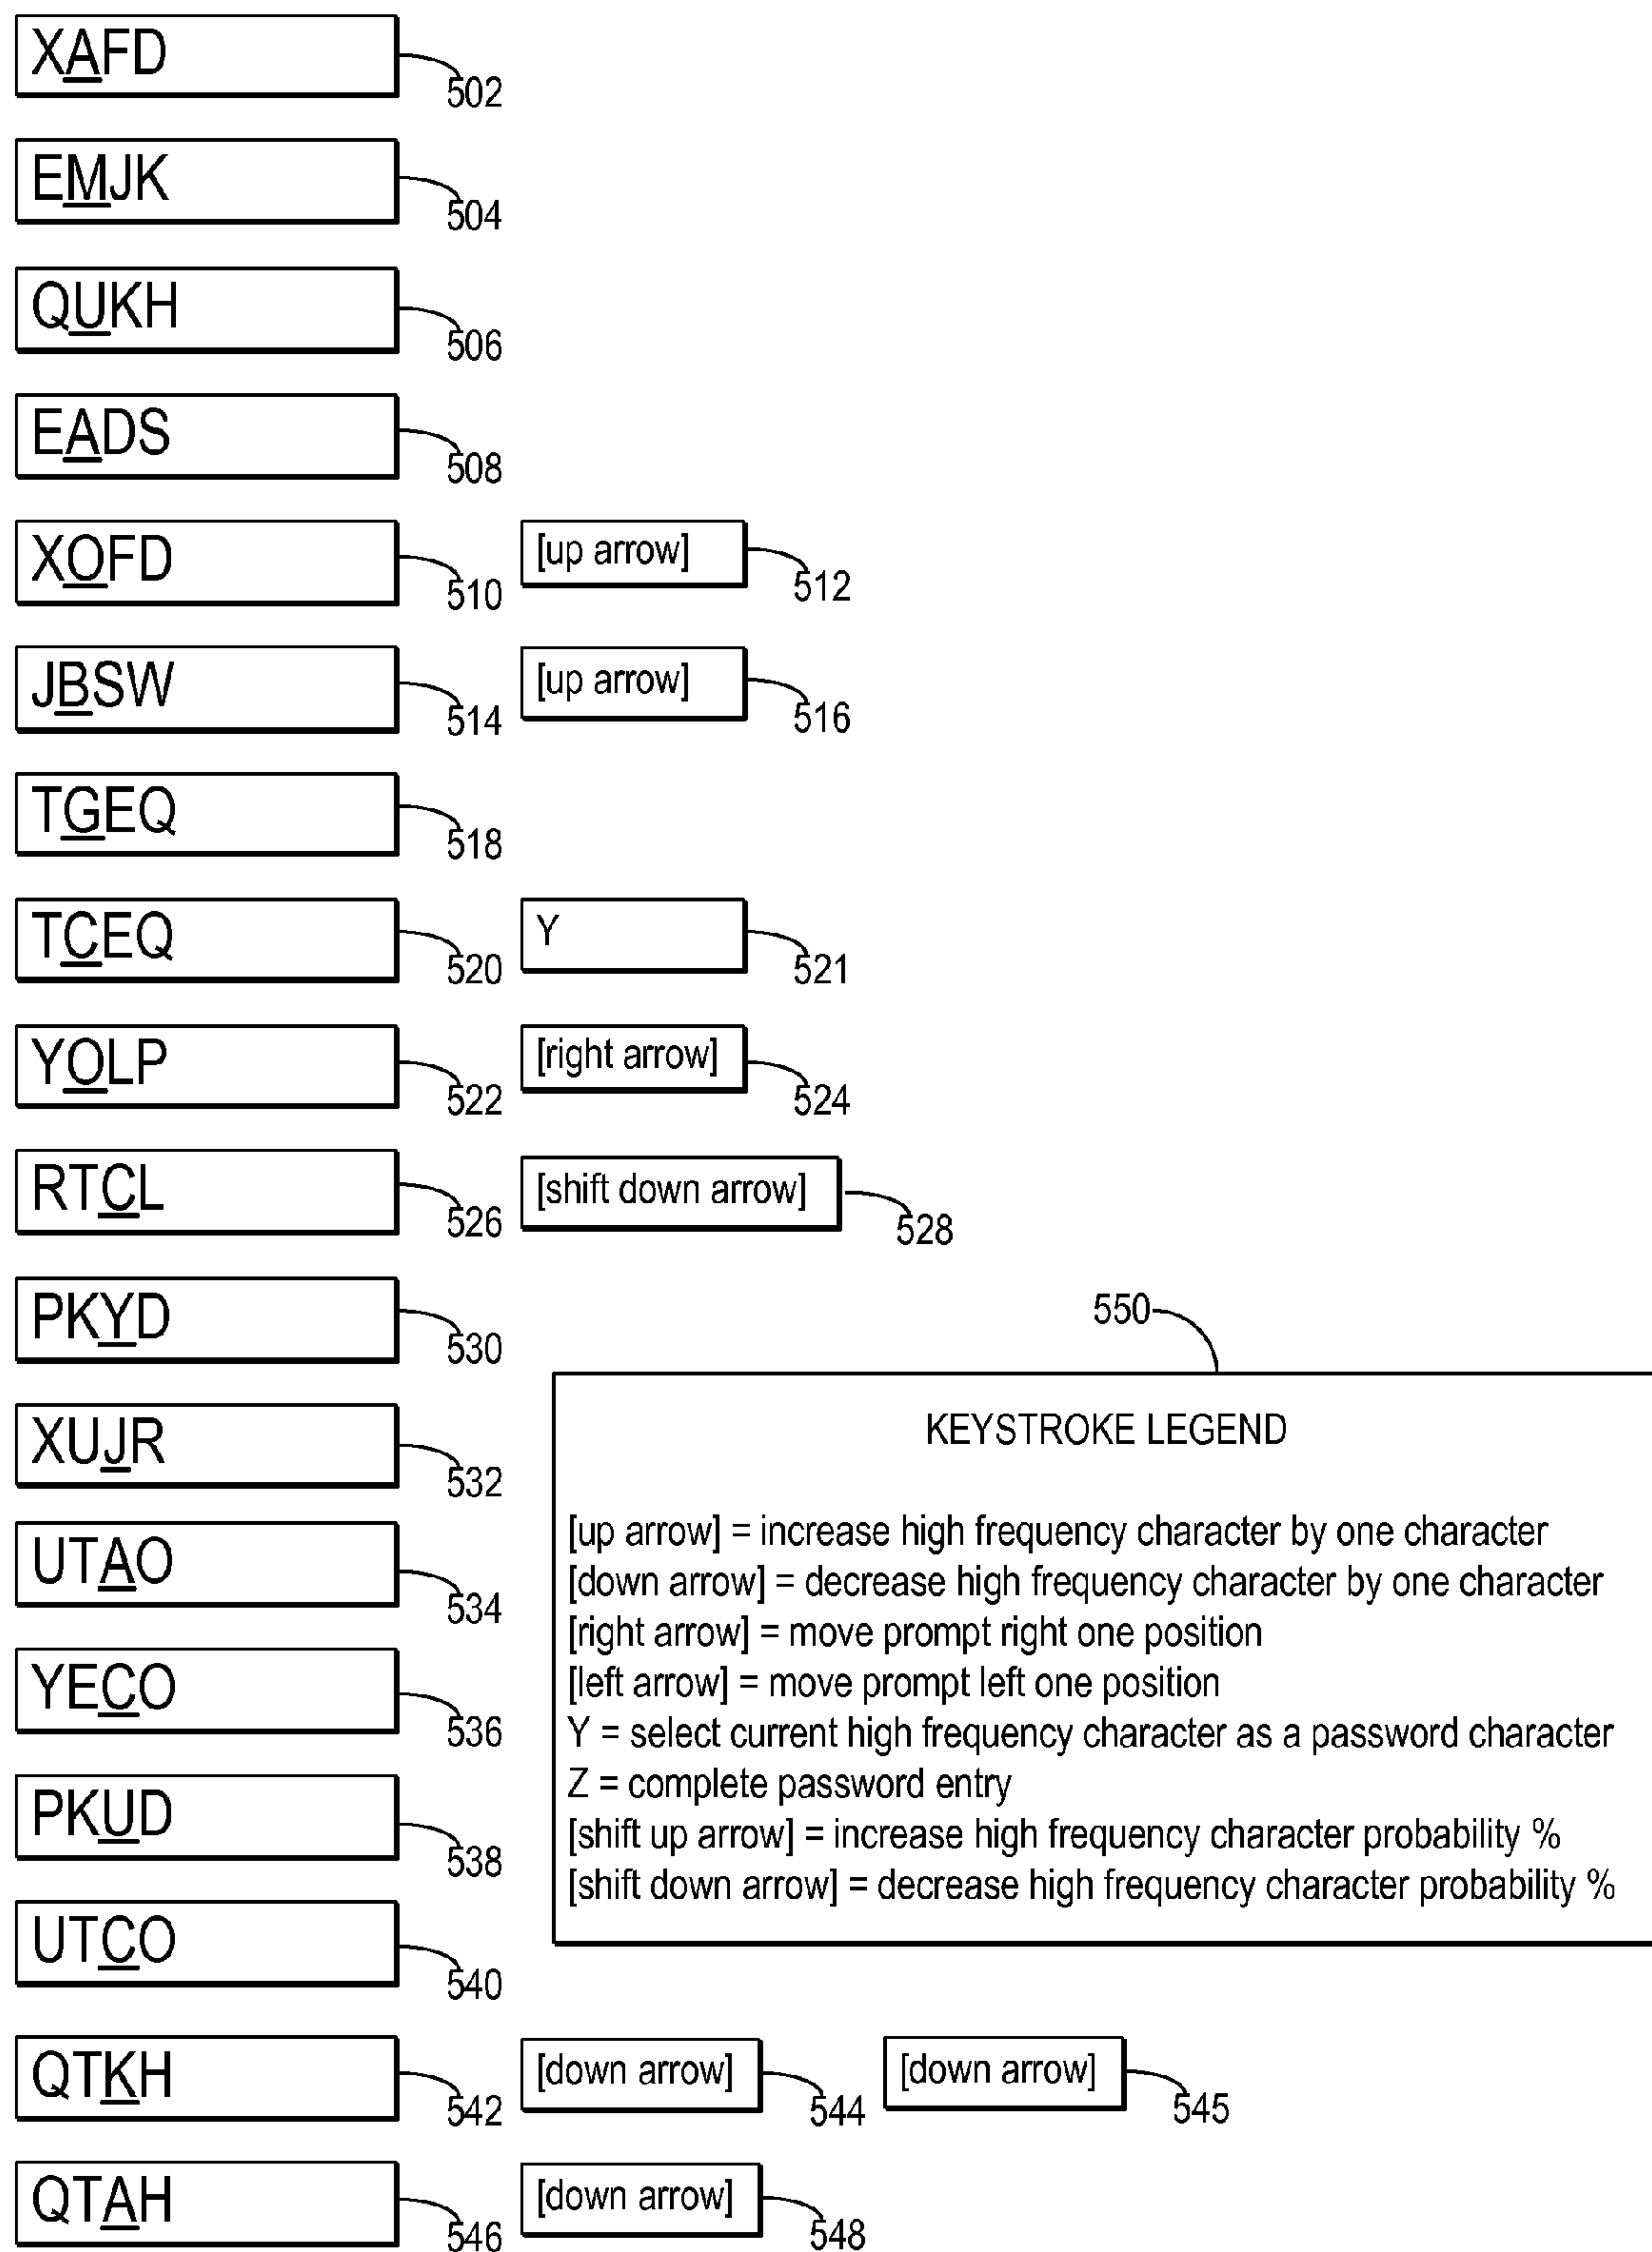 XAFD
502
EMJK
504
QUKH
506
EADS
508
XOFD
510
[up arrow]
512
JBSW
514
[up arrow]
516
TGEQ
518
TCEQ
520
Y
521
YOLP
522
[right arrow]
524
RTCL
526
[shift down arrow]
528
PKYD
530
XUJR
532
UTAO
534
YECO
536
PKUD
538
UTCO
540
550
KEYSTROKE LEGEND
[up arrow] = increase high frequency character by one character
[down arrow] = decrease high frequency character by one character
[right arrow] = move prompt right one position
[left arrow] = move prompt left one position
Y = select current high frequency character as a password character
Z = complete password entry
[shift up arrow] = increase high frequency character probability %
[shift down arrow] = decrease high frequency character probability %
QTKH
542
[down arrow]
544
[down arrow]
545
QTAH
546
[down arrow]
548